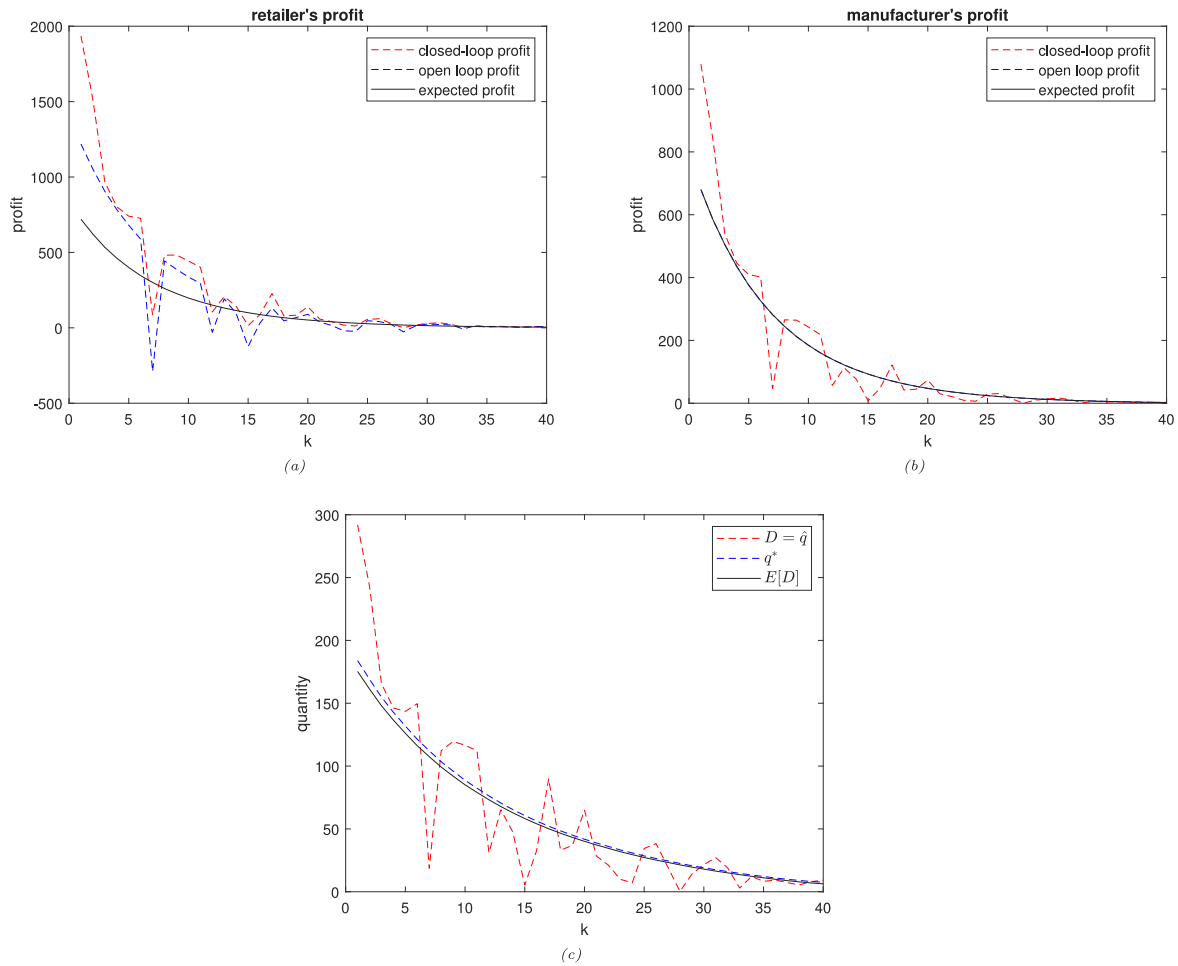 retailer's profit
2000
1500
1000
500
0
-500
profit
closed-loop profit
open loop profit
expected profit
0 5 10 15 20 25 30 35 40
k
(a)
manufacturer's profit
1200
1000
800
600
400
200
0
profit
closed-loop profit
open loop profit
expected profit
0 5 10 15 20 25 30 35 40
k
(b)
300
250
200
150
100
50
0
quantity
D = q̂
q*
E[D]
0 5 10 15 20 25 30 35 40
k
(c)